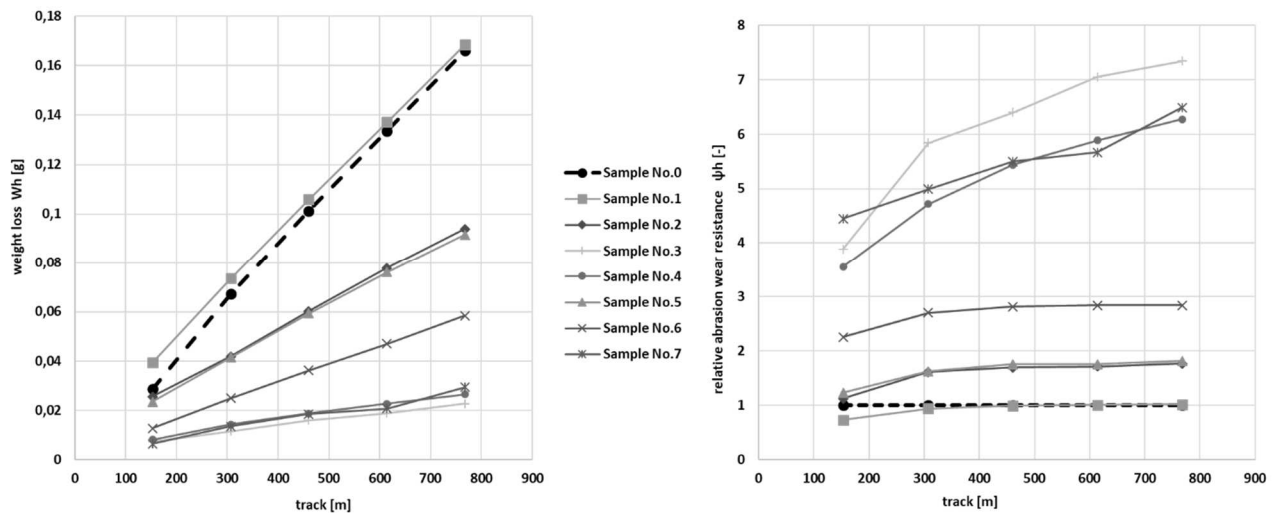 0,18
0,16
0,14
0,12
0,1
0,08
0,06
0,04
0,02
0
weight loss Wh [g]
0 100 200 300 400 500 600 700 800 900
track [m]
Sample No.0
Sample No.1
Sample No.2
Sample No.3
Sample No.4
Sample No.5
Sample No.6
Sample No.7
8
7
6
5
4
3
2
1
0
relative abrasion wear resistance ψh [-]
0 100 200 300 400 500 600 700 800 900
track [m]